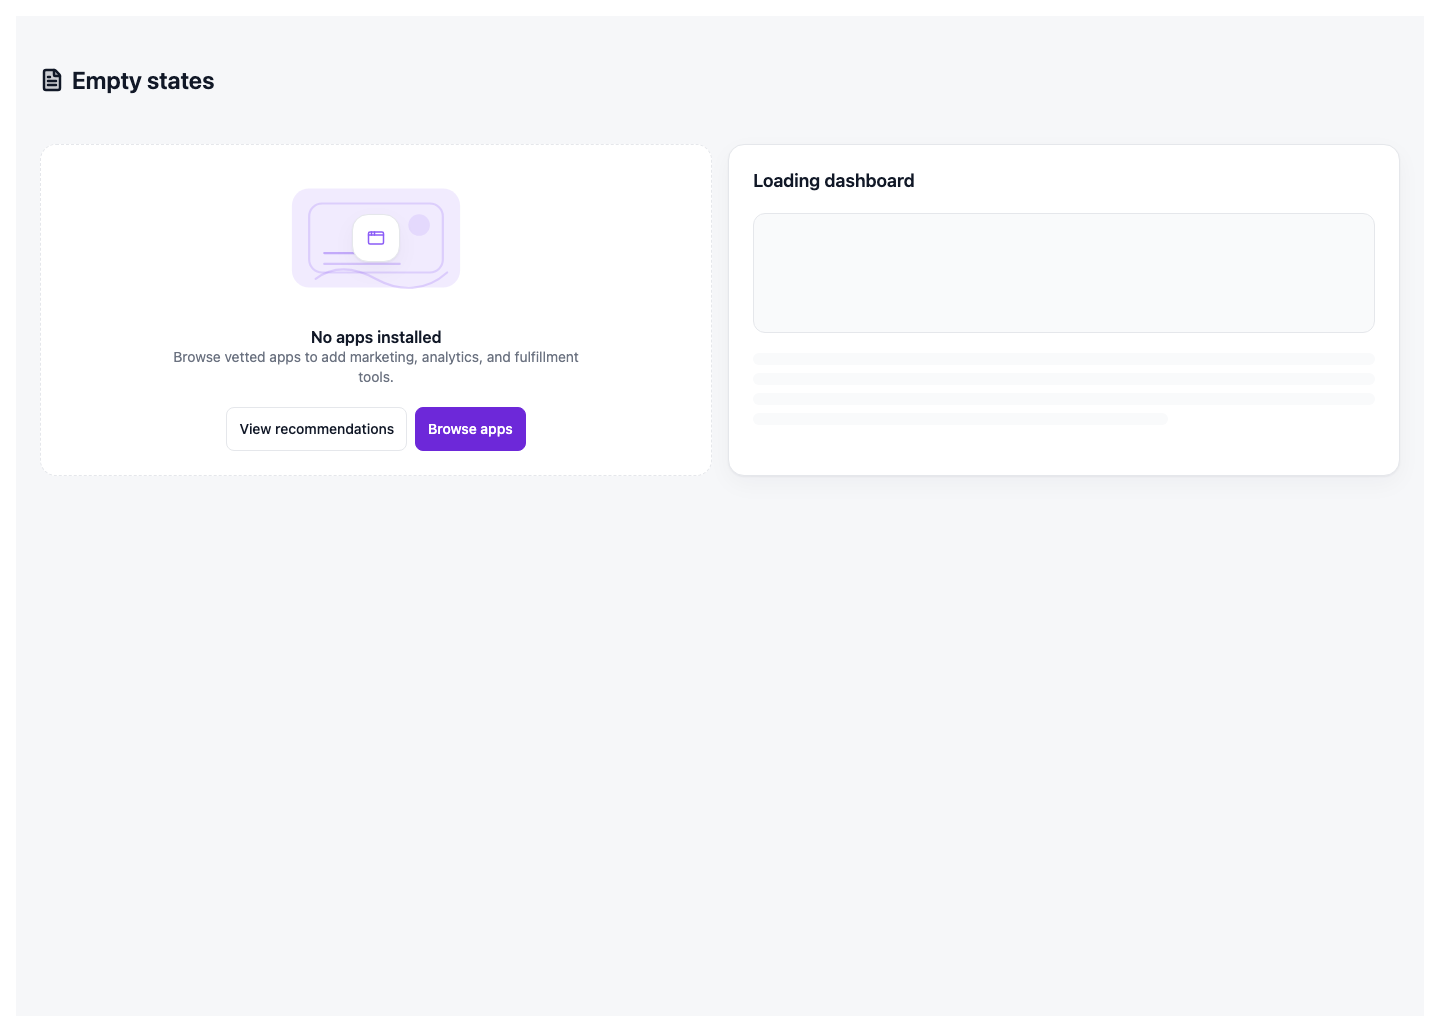 Empty states
No apps installed
Browse vetted apps to add marketing, analytics, and fulfillment
tools.
View recommendations
Browse apps
Loading dashboard